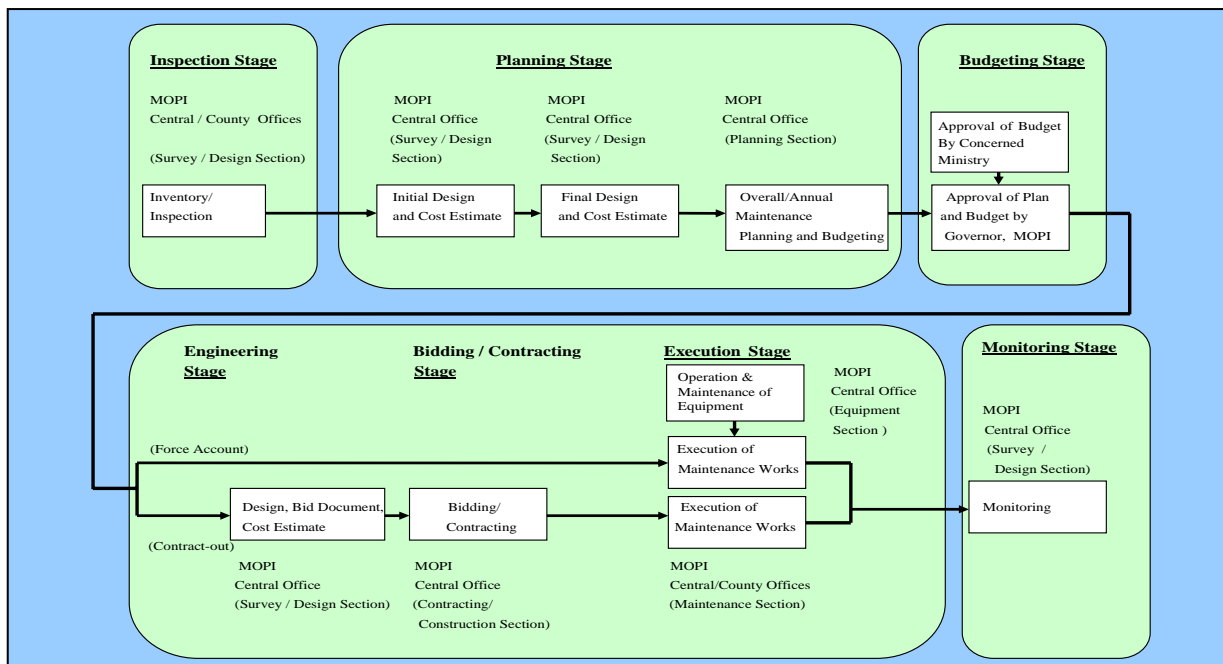 Inspection Stage
MOPI
Central / County Offices
(Survey / Design Section)
Inventory/
Inspection
Planning Stage
MOPI
Central Office
(Survey / Design
Section)
Initial Design
and Cost Estimate
MOPI
Central Office
(Survey / Design
Section)
Final Design
and Cost Estimate
MOPI
Central Office
(Planning Section)
Overall/Annual
Maintenance
Planning and Budgeting
Budgeting Stage
Approval of Budget
By Concerned
Ministry
Approval of Plan
and Budget by
Governor, MOPI
Engineering
Stage
Bidding / Contracting
Stage
Execution Stage
Operation &
Maintenance of
Equipment
MOPI
Central Office
(Equipment
Section )
(Force Account)
Execution of
Maintenance Works
Design, Bid Document,
Cost Estimate
Bidding/
Contracting
Execution of
Maintenance Works
(Contract-out)
MOPI
Central Office
(Survey / Design Section)
MOPI
Central Office
(Contracting/
Construction Section)
MOPI
Central/County Offices
(Maintenance Section)
Monitoring Stage
MOPI
Central Office
(Survey /
Design Section)
Monitoring